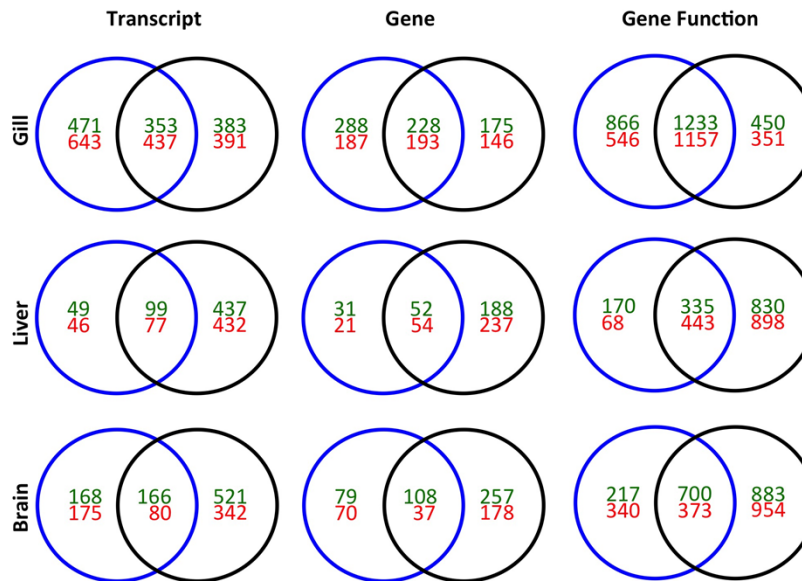 Transcript Gene Gene Function
Gill
471 353 383 288 228 175 866 1233 450
643 437 391 187 193 146 546 1157 351
Liver
49 99 437 31 52 188 170 335 830
46 77 432 21 54 237 68 443 898
Brain
168 166 521 79 108 257 217 700 883
175 80 342 70 37 178 340 373 954